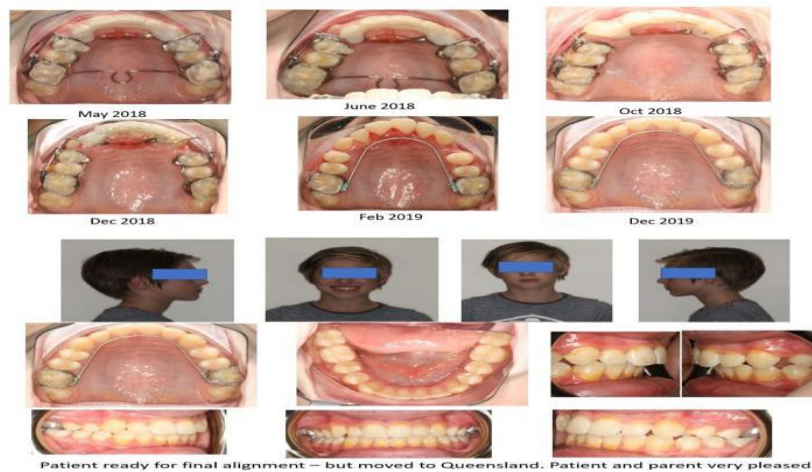 May 2018
June 2018
Oct 2018
Dec 2018
Feb 2019
Dec 2019
Patient ready for final alignment – but moved to Queensland. Patient and parent very pleased